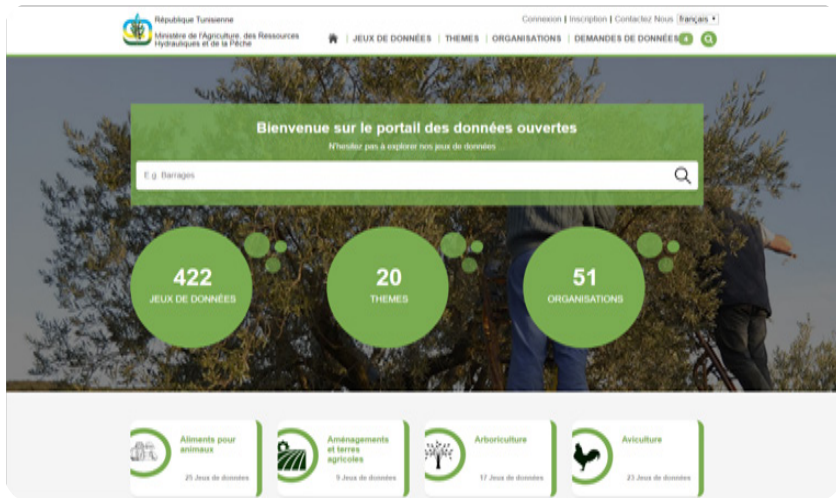 République Tunisienne
Ministère de l'Agriculture, des Ressources
Hydrauliques et de la Pêche
Connexion | Inscription | Contactez Nous français
JEUX DE DONNÉES | THEMES | ORGANISATIONS | DEMANDES DE DONNÉES 4
Bienvenue sur le portail des données ouvertes
N'hesitez pas à explorer nos jeux de données
E.g. Barrages
422
JEUX DE DONNÉES
20
THEMES
51
ORGANISATIONS
Aliments pour
animaux
25 Jeux de données
Aménagements
et terres
agricoles
9 Jeux de données
Arboriculture
17 Jeux de données
Aviculture
23 Jeux de données